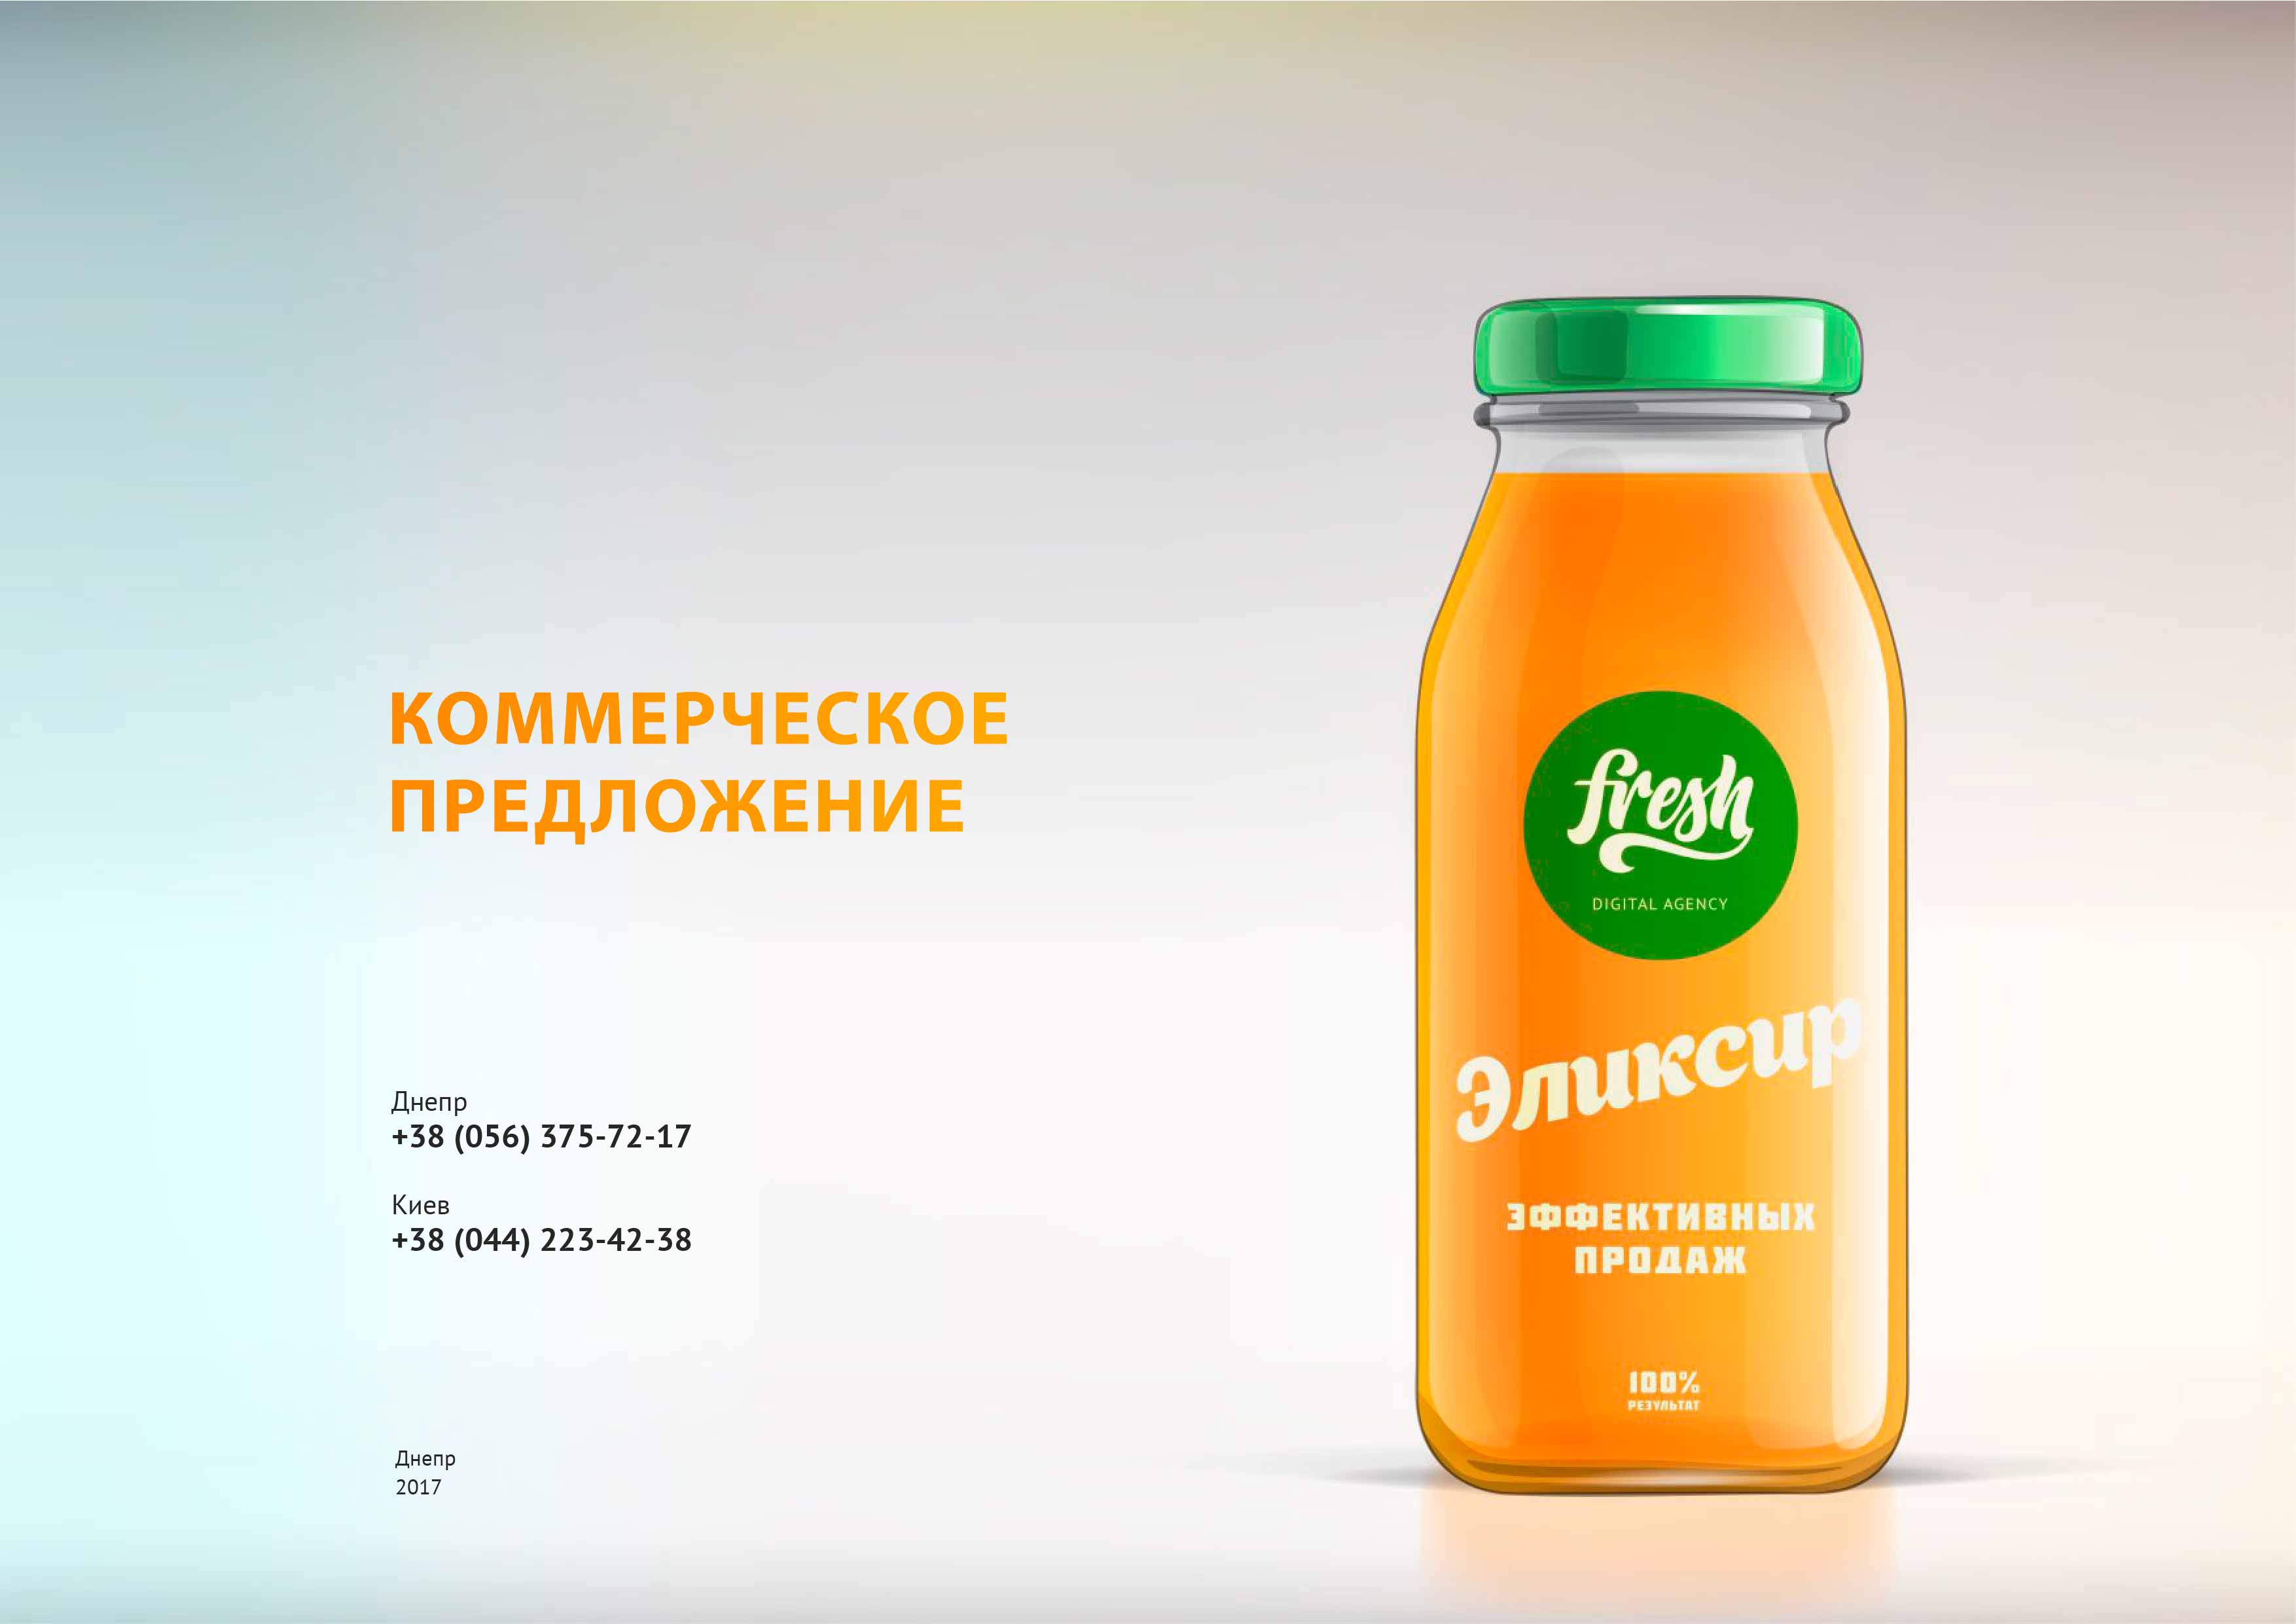 КОММЕРЧЕСКОЕ
ПРЕДЛОЖЕНИЕ
Днепр
+38 (056) 375-72-17
Киев
+38 (044) 223-42-38
Днепр
2017
fresh
DIGITAL AGENCY
Эликсир
ЭФФЕКТИВНЫХ
ПРОДАЖ
100%
РЕЗУЛЬТАТ